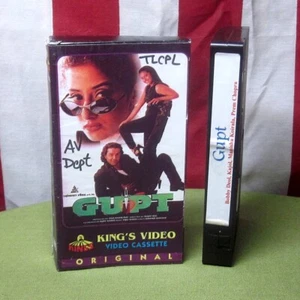 TLCPL
AV
Dept
GUPT
KING'S VIDEO
VIDEO CASSETTE
ORIGINAL
Gupt
Bobby Deol, Kajol, Manisha Koirala, Prem Chopra